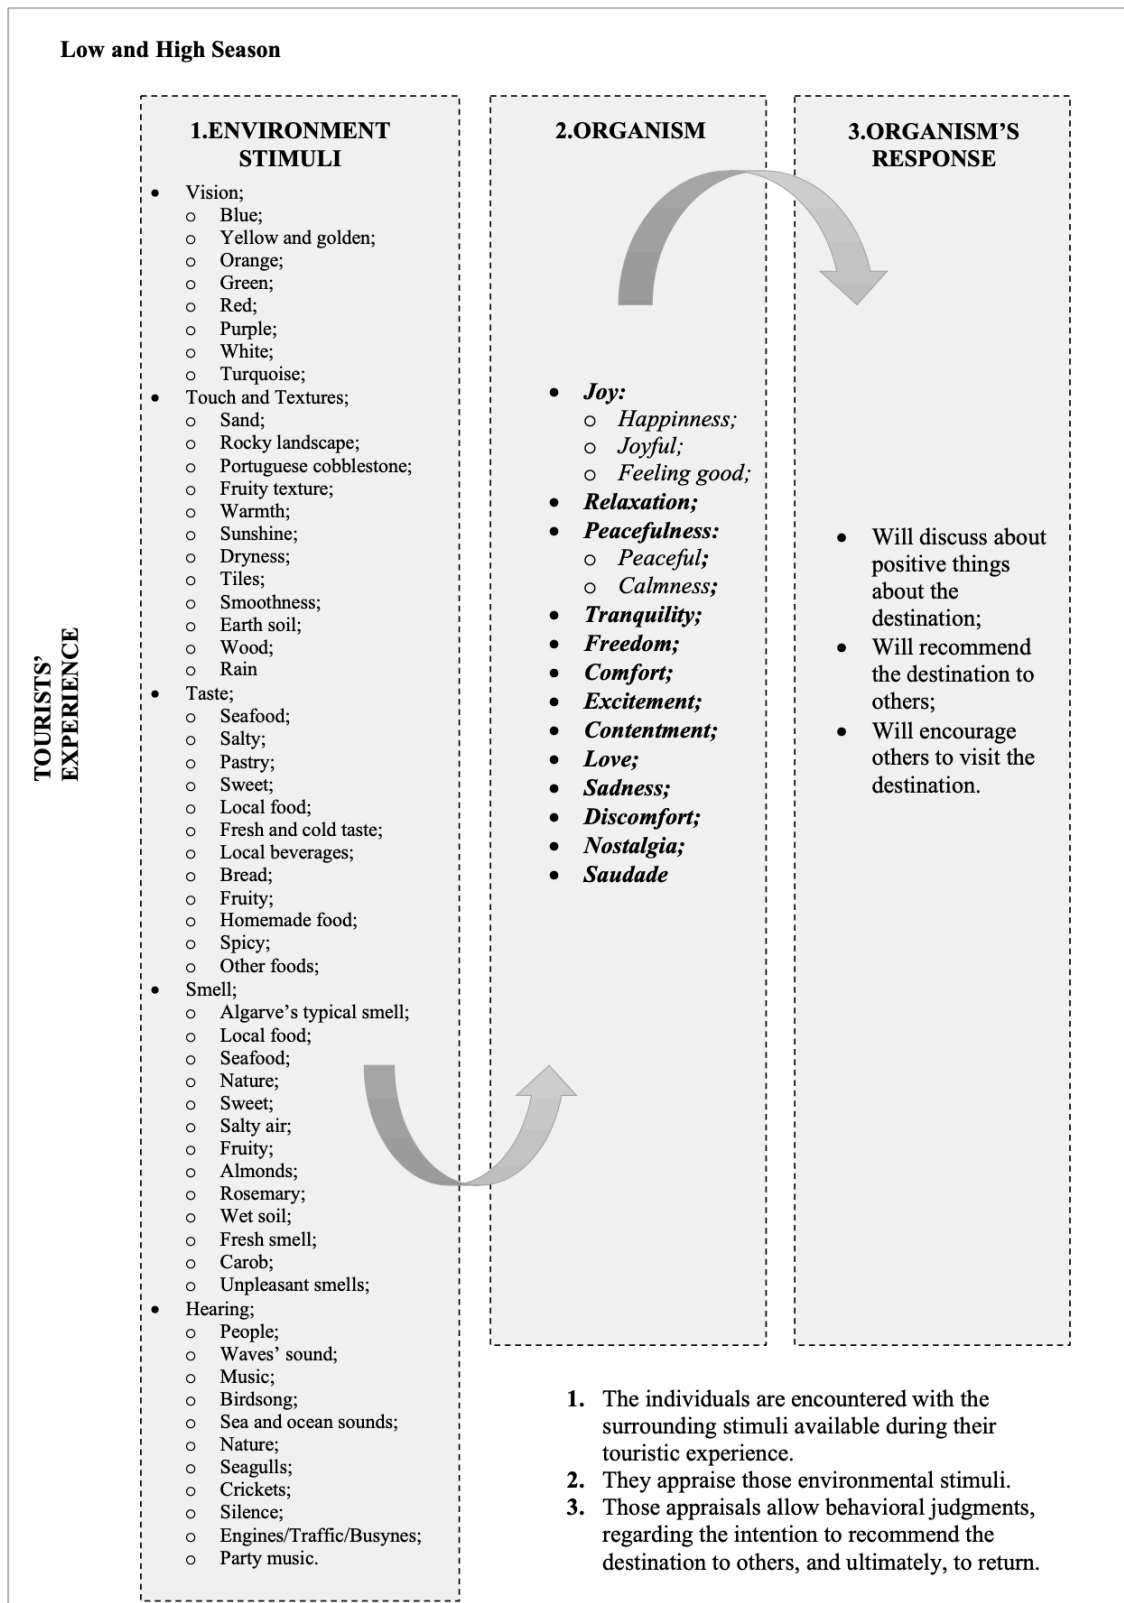 Low and High Season
TOURISTS'
EXPERIENCE
1.ENVIRONMENT
STIMULI
• Vision;
o Blue;
o Yellow and golden;
o Orange;
o Green;
o Red;
o Purple;
o White;
o Turquoise;
• Touch and Textures;
o Sand;
o Rocky landscape;
o Portuguese cobblestone;
o Fruity texture;
o Warmth;
o Sunshine;
o Dryness;
o Tiles;
o Smoothness;
o Earth soil;
o Wood;
o Rain
• Taste;
o Seafood;
o Salty;
o Pastry;
o Sweet;
o Local food;
o Fresh and cold taste;
o Local beverages;
o Bread;
o Fruity;
o Homemade food;
o Spicy;
o Other foods;
• Smell;
o Algarve's typical smell;
o Local food;
o Seafood;
o Nature;
o Sweet;
o Salty air;
o Fruity;
o Almonds;
o Rosemary;
o Wet soil;
o Fresh smell;
o Carob;
o Unpleasant smells;
• Hearing;
o People;
o Waves' sound;
o Music;
o Birdsong;
o Sea and ocean sounds;
o Nature;
o Seagulls;
o Crickets;
o Silence;
o Engines/Traffic/Busynes;
o Party music.
2.ORGANISM
• Joy:
o Happinness;
o Joyful;
o Feeling good;
• Relaxation;
• Peacefulness:
o Peaceful;
o Calmness;
• Tranquility;
• Freedom;
• Comfort;
• Excitement;
• Contentment;
• Love;
• Sadness;
• Discomfort;
• Nostalgia;
• Saudade
3.ORGANISM'S
RESPONSE
• Will discuss about
positive things
about the
destination;
• Will recommend
the destination to
others;
• Will encourage
others to visit the
destination.
1. The individuals are encountered with the
surrounding stimuli available during their
touristic experience.
2. They appraise those environmental stimuli.
3. Those appraisals allow behavioral judgments,
regarding the intention to recommend the
destination to others, and ultimately, to return.